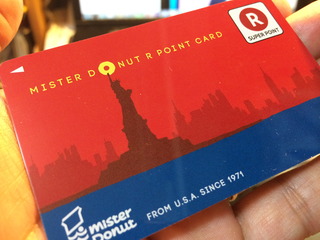 MISTER DONUT R POINT CARD
R
SUPER POINT
mister Donut
FROM U.S.A. SINCE 1971